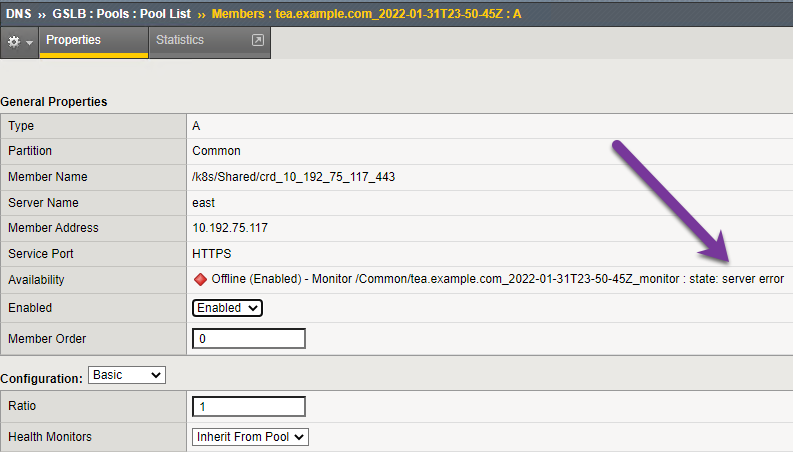 DNS ›› GSLB : Pools : Pool List ›› Members : tea.example.com_2022-01-31T23-50-45Z : A
Properties Statistics
General Properties
Type A
Partition Common
Member Name /k8s/Shared/crd_10_192_75_117_443
Server Name east
Member Address 10.192.75.117
Service Port HTTPS
Availability Offline (Enabled) - Monitor /Common/tea.example.com_2022-01-31T23-50-45Z_monitor : state: server error
Enabled Enabled
Member Order 0
Configuration: Basic
Ratio 1
Health Monitors Inherit From Pool